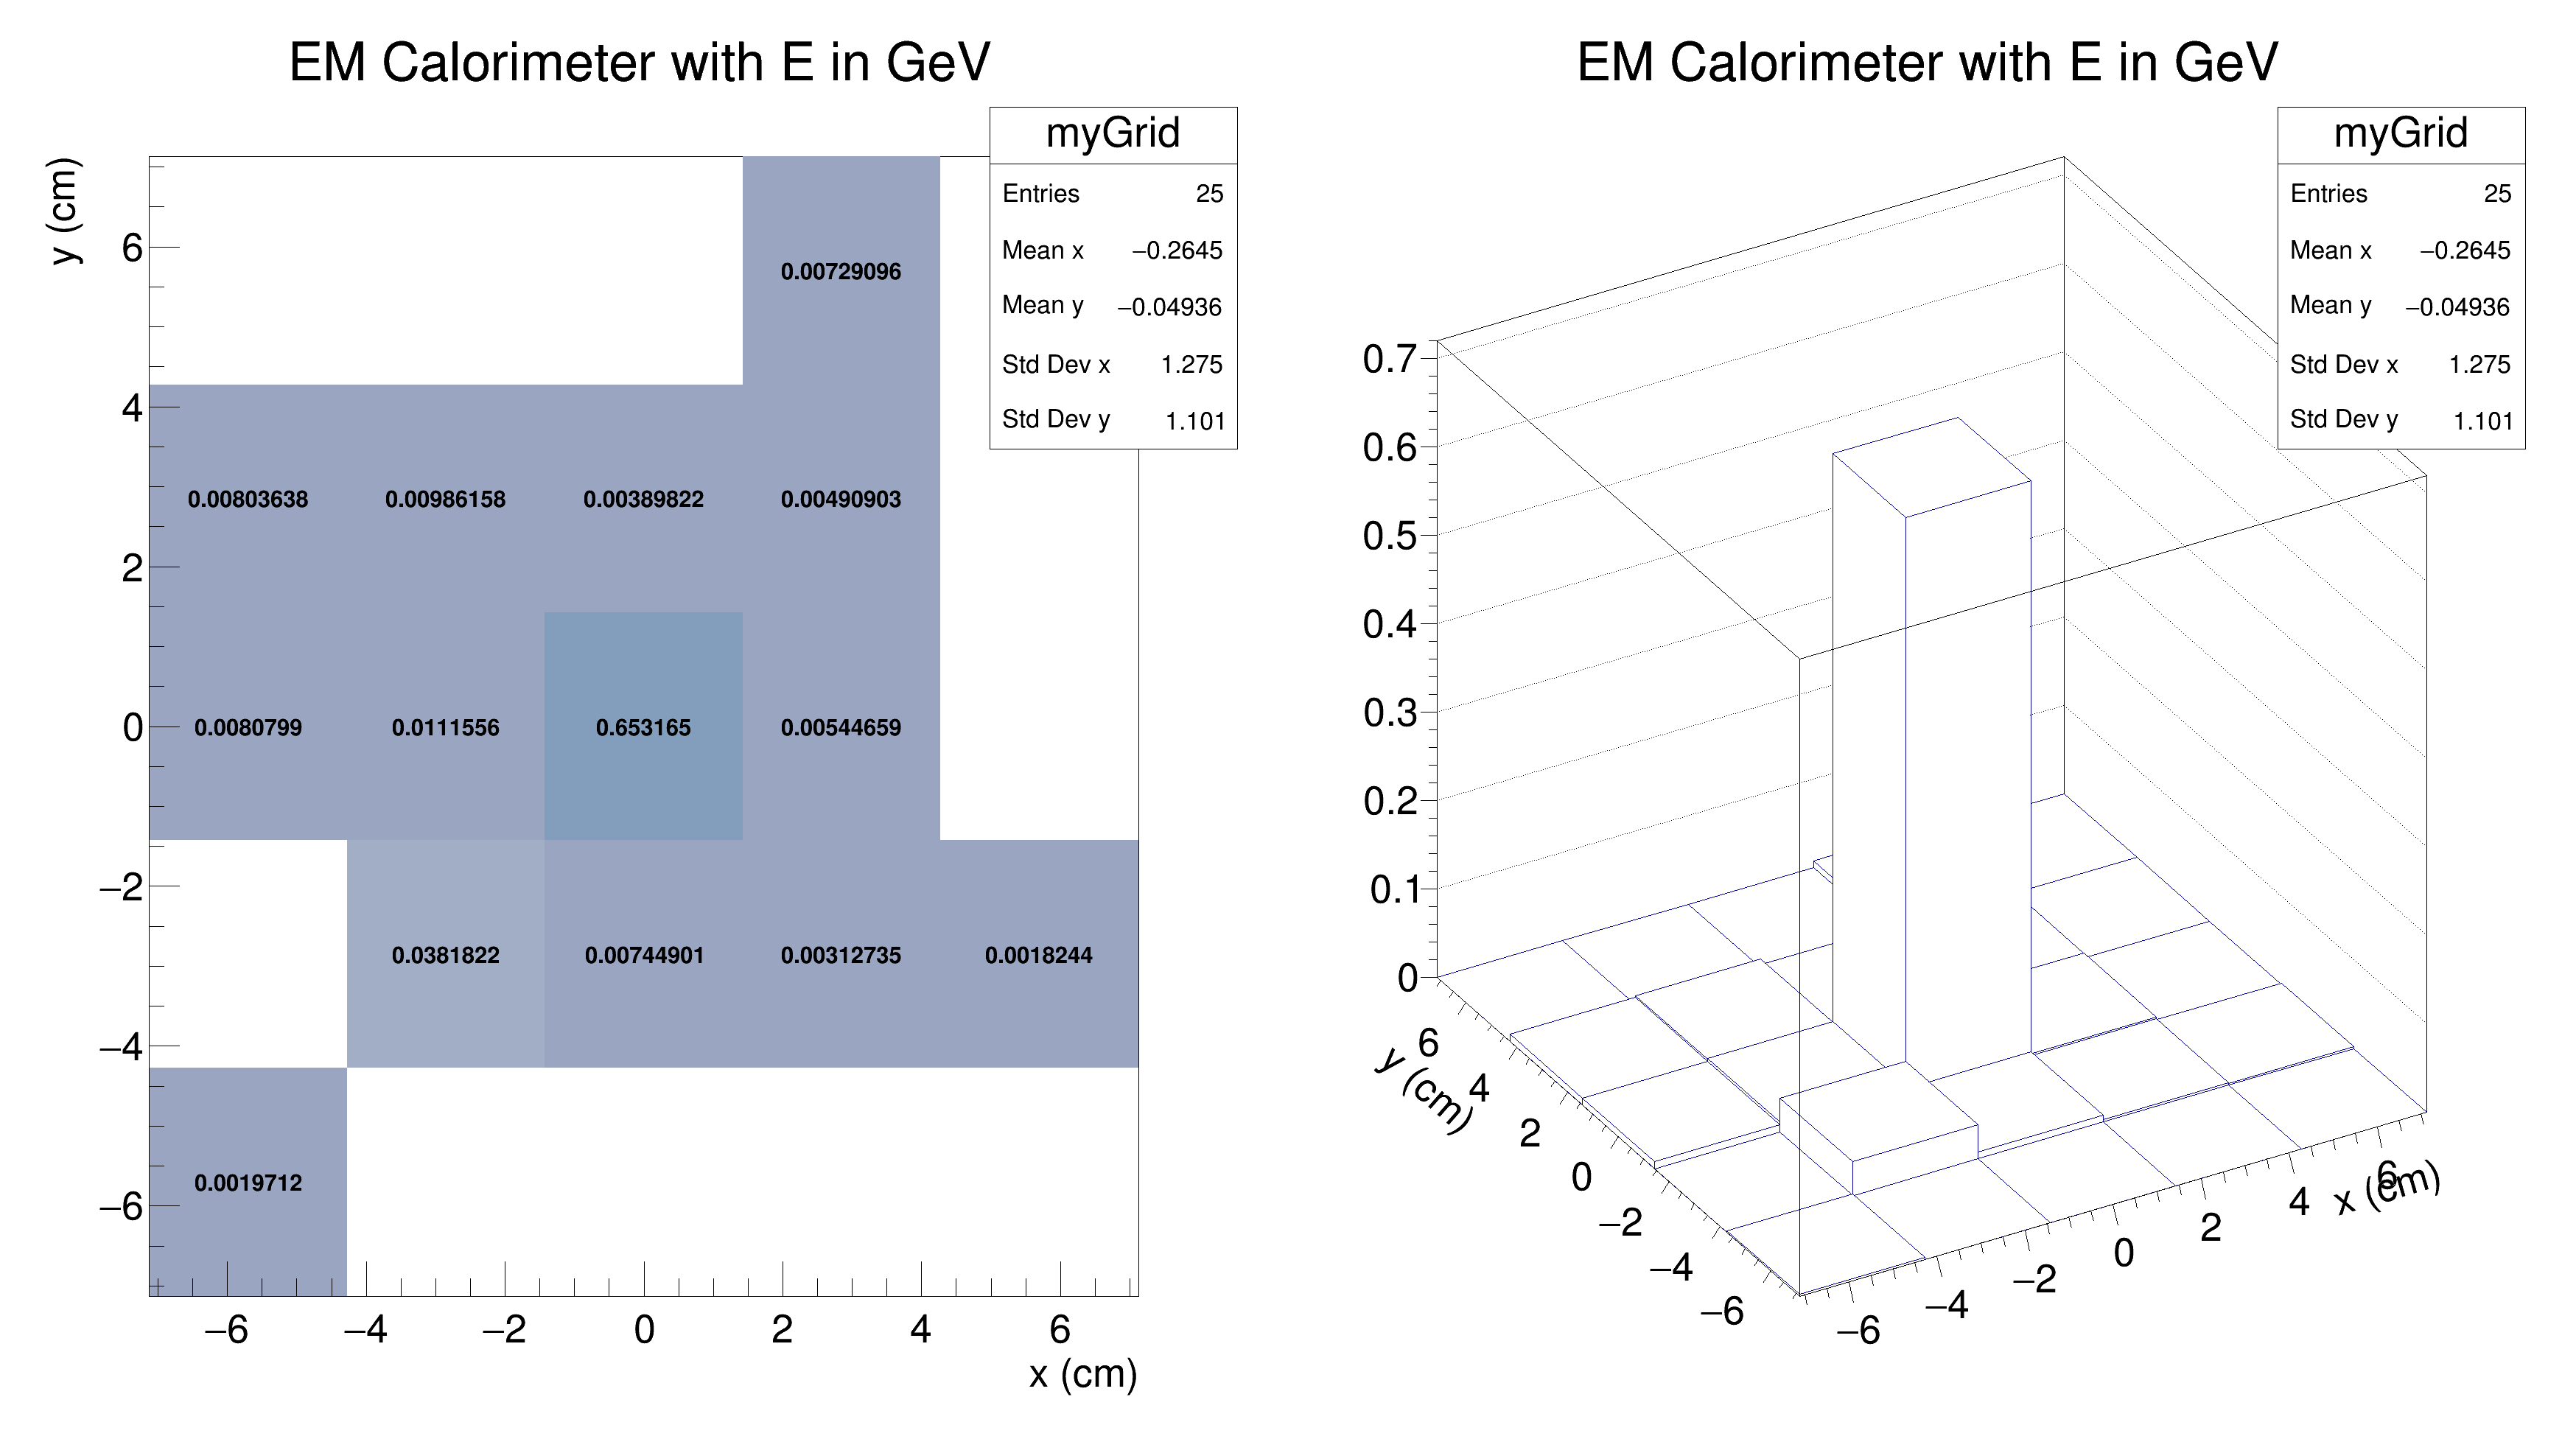 EM Calorimeter with E in GeV
myGrid
Entries 25
Mean x −0.2645
Mean y −0.04936
Std Dev x 1.275
Std Dev y 1.101
y (cm)
6
4
2
0
−2
−4
−6
0.00729096
0.00803638 0.00986158 0.00389822 0.00490903
0.0080799 0.0111556 0.653165 0.00544659
0.0381822 0.00744901 0.00312735 0.0018244
0.0019712
−6 −4 −2 0 2 4 6
x (cm)
EM Calorimeter with E in GeV
myGrid
Entries 25
Mean x −0.2645
Mean y −0.04936
Std Dev x 1.275
Std Dev y 1.101
0.7
0.6
0.5
0.4
0.3
0.2
0.1
0
y (cm)
6
4
2
0
−2
−4
−6
−6 −4 −2 0 2 4 6
x (cm)